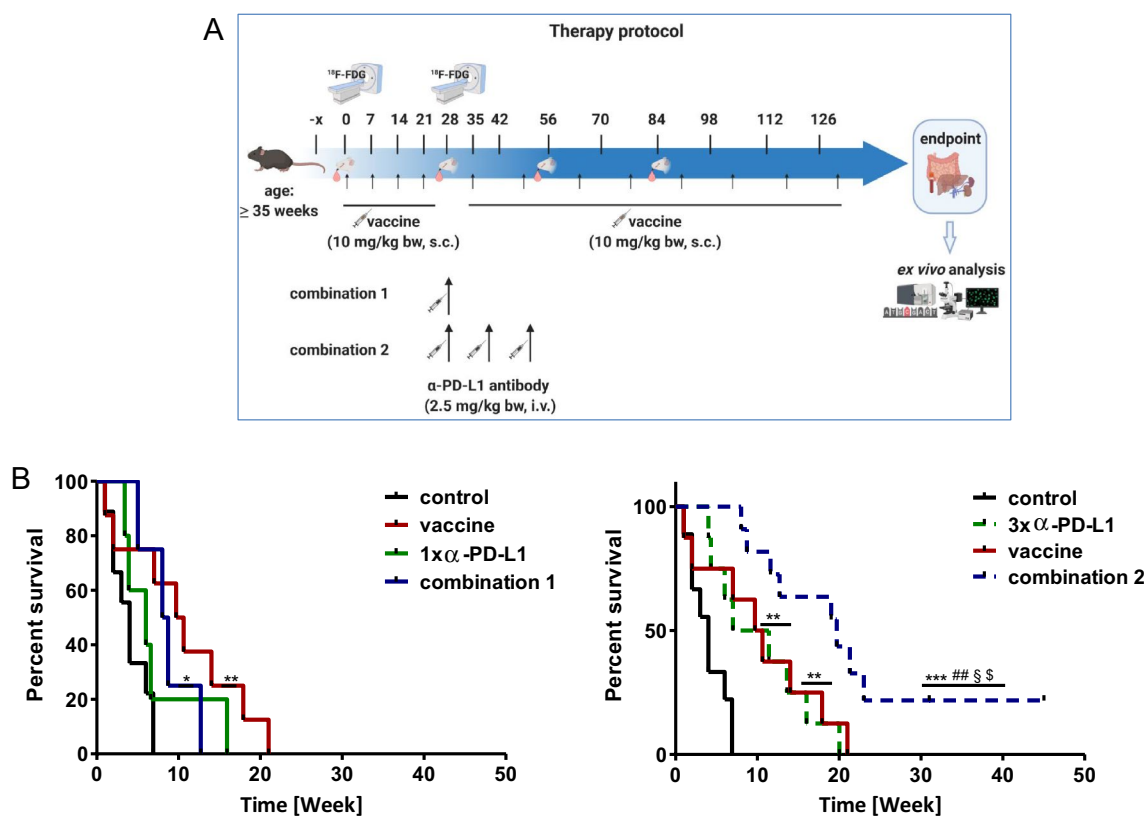 A
Therapy protocol
¹⁸F-FDG ¹⁸F-FDG
-x 0 7 14 21 28 35 42 56 70 84 98 112 126
endpoint
age:
≥ 35 weeks
vaccine vaccine
(10 mg/kg bw, s.c.) (10 mg/kg bw, s.c.)
ex vivo analysis
combination 1
combination 2
α-PD-L1 antibody
(2.5 mg/kg bw, i.v.)
B
Percent survival
100
80
60
40
20
0
control
vaccine
1xα-PD-L1
combination 1
* **
0 10 20 30 40 50
Time [Week]
Percent survival
100
50
0
control
3xα-PD-L1
vaccine
combination 2
**
**
*** ## § $
0 10 20 30 40 50
Time [Week]